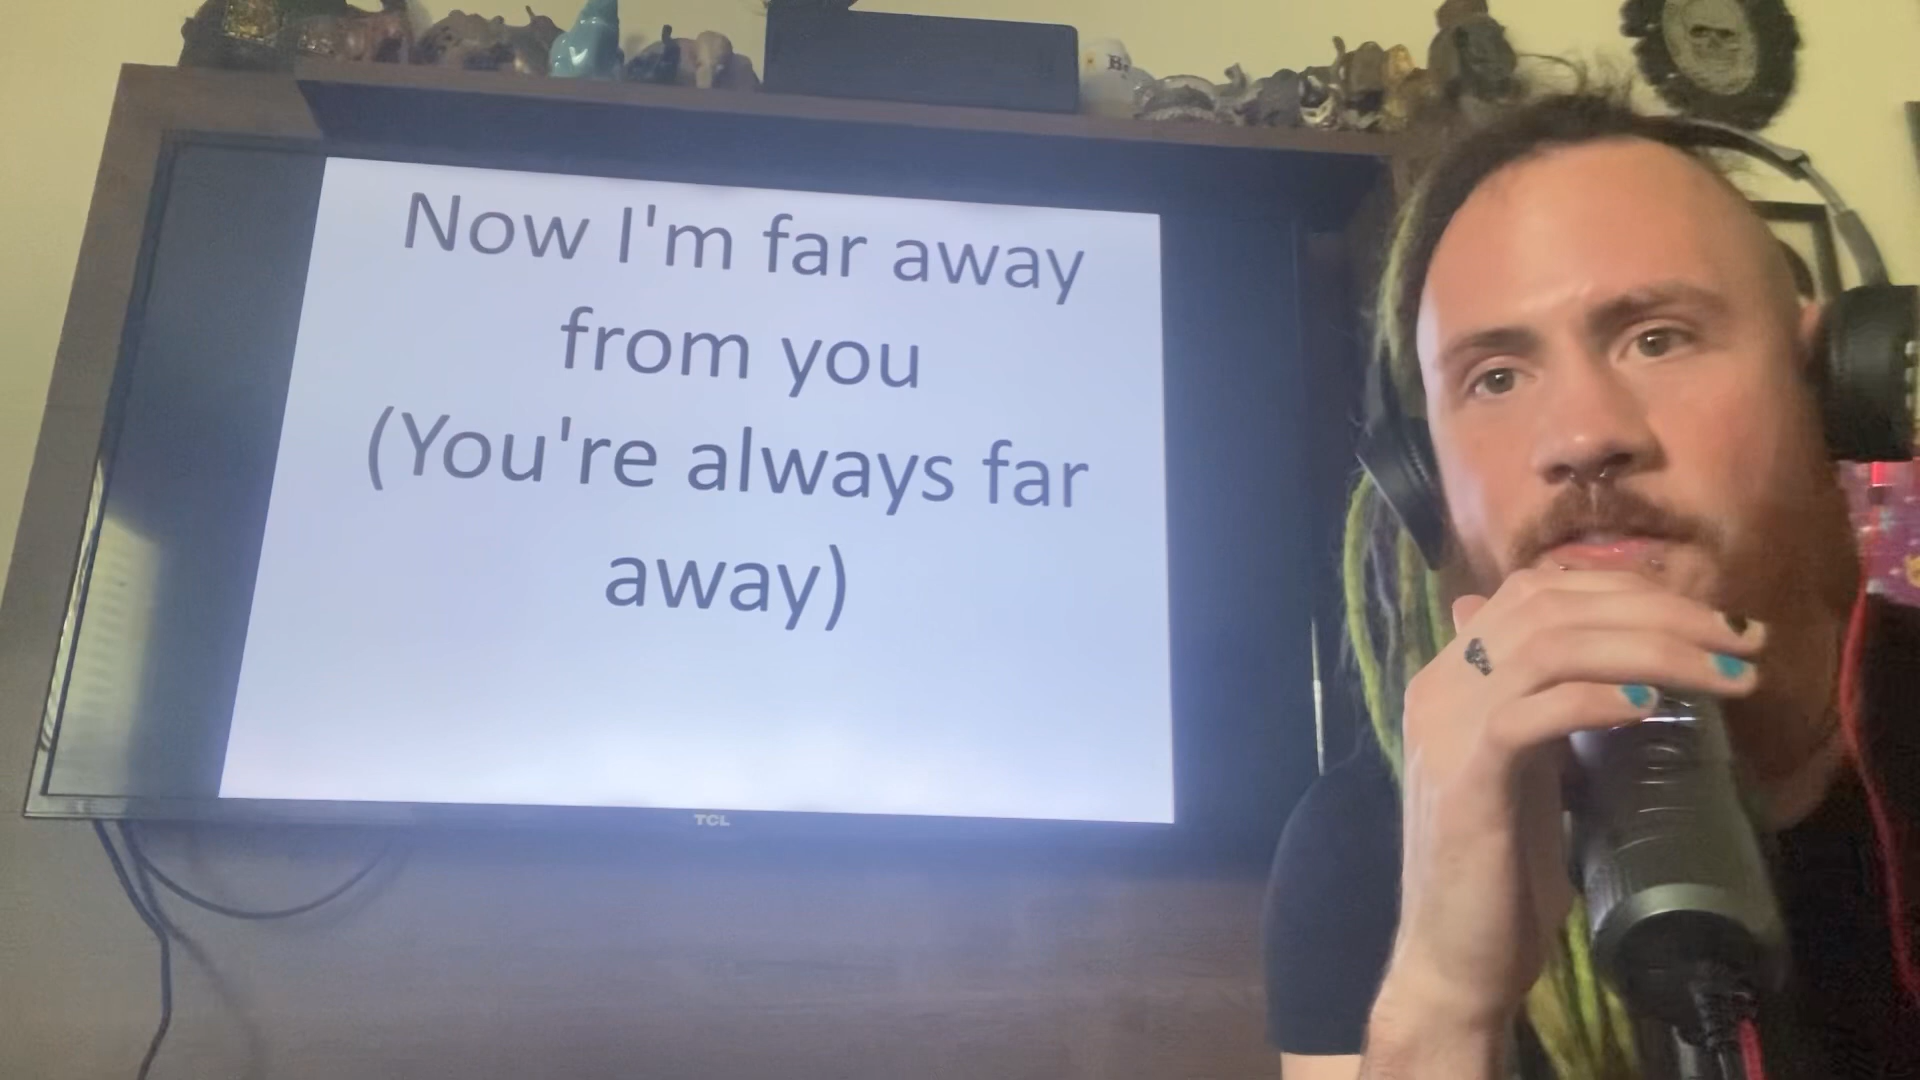 Now I'm far away
from you
(You're always far
away)
TCL